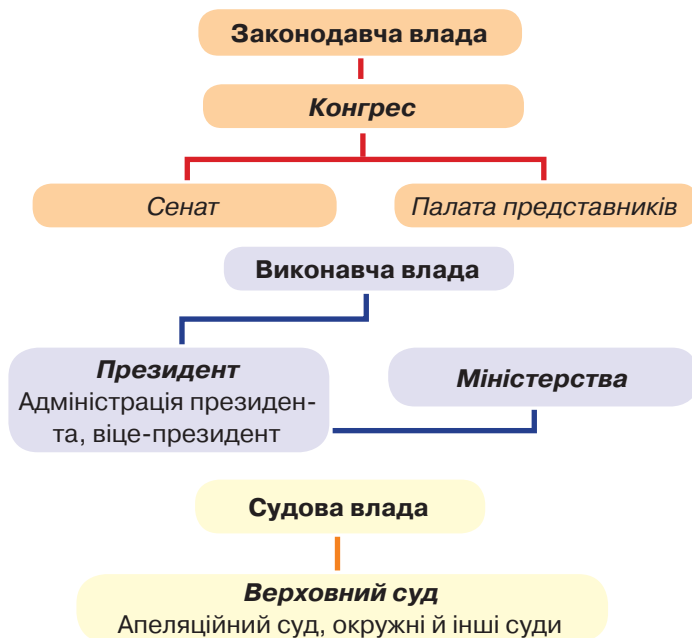 Законодавча влада
Конгрес
Сенат
Палата представників
Виконавча влада
Президент
Адміністрація президен-
та, віце-президент
Міністерства
Судова влада
Верховний суд
Апеляційний суд, окружні й інші суди